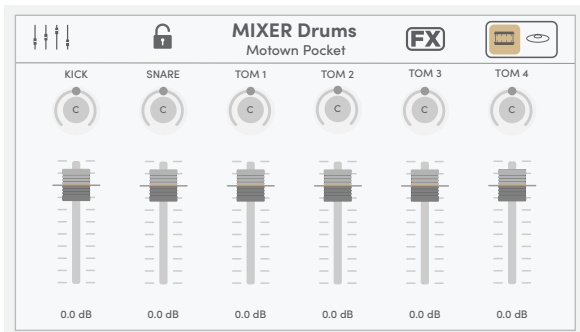 MIXER Drums
Motown Pocket
FX
KICK SNARE TOM 1 TOM 2 TOM 3 TOM 4
C C C C C C
0.0 dB 0.0 dB 0.0 dB 0.0 dB 0.0 dB 0.0 dB